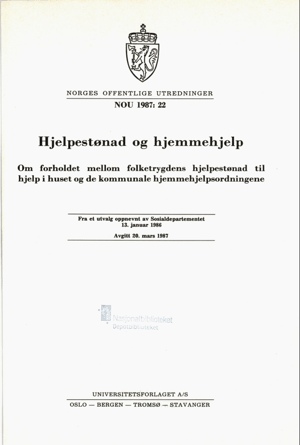 NORGES OFFENTLIGE UTREDNINGER
NOU 1987: 22
Hjelpestønad og hjemmehjelp
Om forholdet mellom folketrygdens hjelpestønad til
hjelp i huset og de kommunale hjemmehjelpsordningene
Fra et utvalg oppnevnt av Sosialdepartementet
13. januar 1986
Avgitt 20. mars 1987
Nasjonalbiblioteket
Depotbiblioteket
UNIVERSITETSFORLAGET A/S
OSLO — BERGEN — TROMSØ — STAVANGER